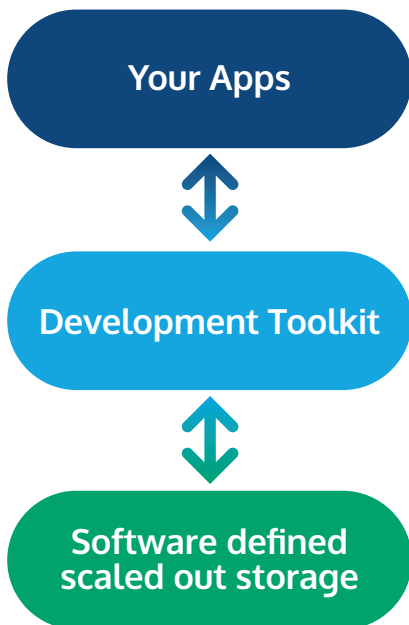 Your Apps
Development Toolkit
Software defined
scaled out storage